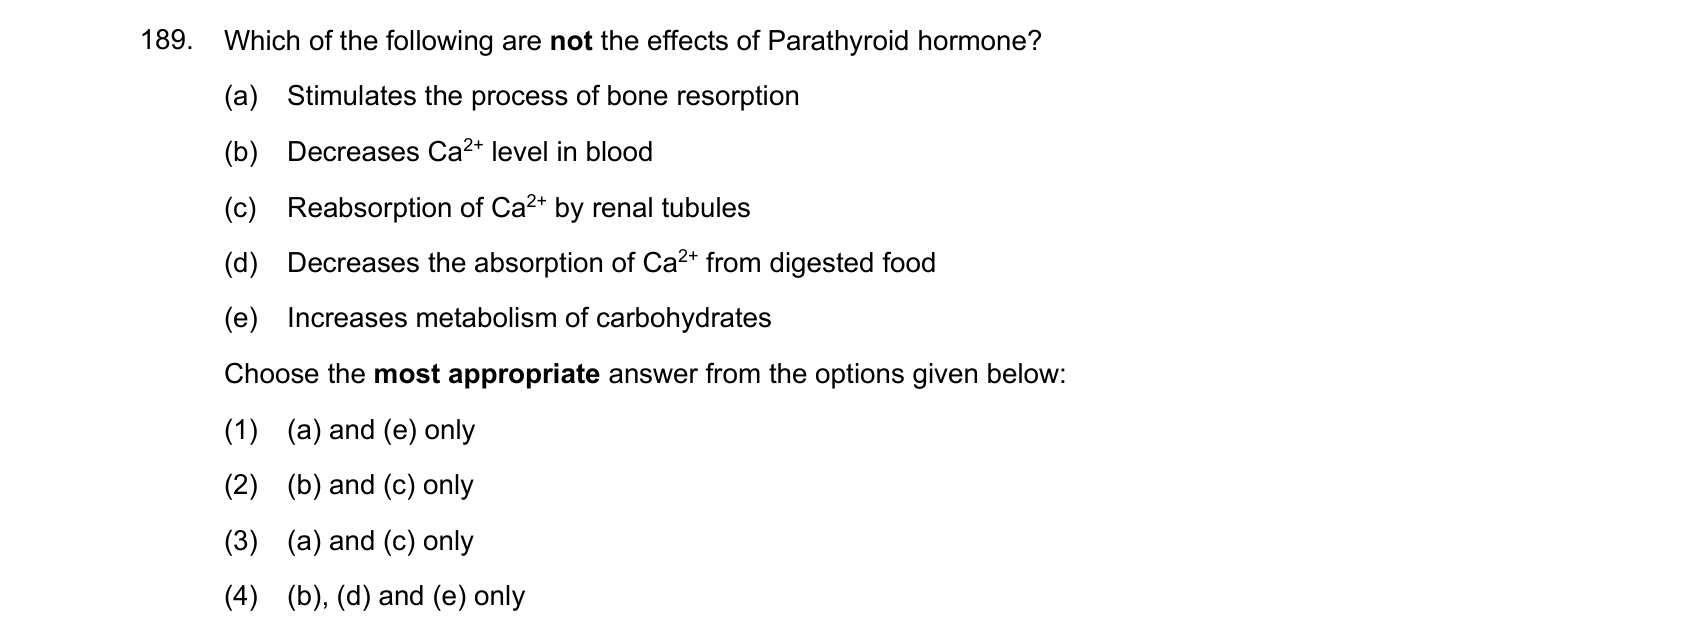 189. Which of the following are not the effects of Parathyroid hormone?
(a) Stimulates the process of bone resorption
(b) Decreases Ca²⁺ level in blood
(c) Reabsorption of Ca²⁺ by renal tubules
(d) Decreases the absorption of Ca²⁺ from digested food
(e) Increases metabolism of carbohydrates
Choose the most appropriate answer from the options given below:
(1) (a) and (e) only
(2) (b) and (c) only
(3) (a) and (c) only
(4) (b), (d) and (e) only